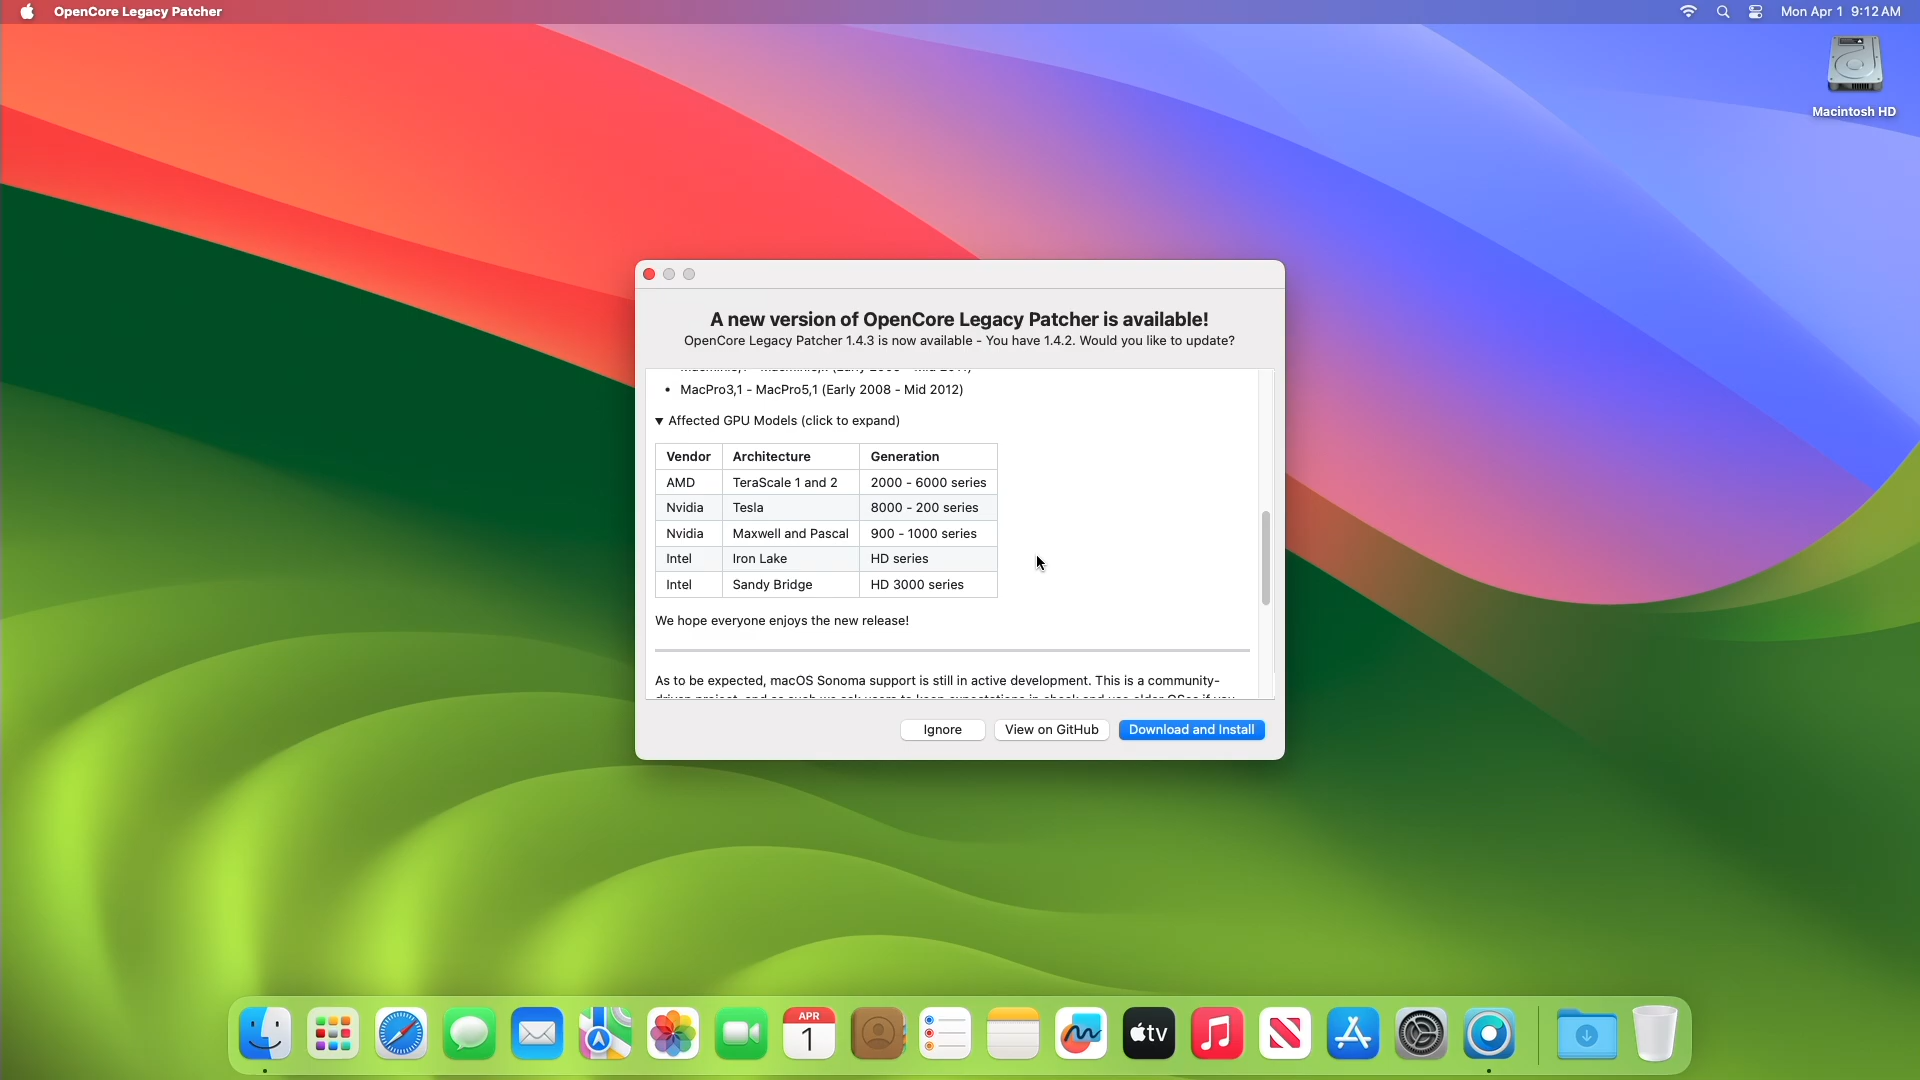 OpenCore Legacy Patcher
Mon Apr 1 9:12 AM
Macintosh HD
A new version of OpenCore Legacy Patcher is available!
OpenCore Legacy Patcher 1.4.3 is now available - You have 1.4.2. Would you like to update?
• MacPro3,1 - MacPro5,1 (Early 2008 - Mid 2012)
▼ Affected GPU Models (click to expand)
Vendor Architecture Generation
AMD TeraScale 1 and 2 2000 - 6000 series
Nvidia Tesla 8000 - 200 series
Nvidia Maxwell and Pascal 900 - 1000 series
Intel Iron Lake HD series
Intel Sandy Bridge HD 3000 series
We hope everyone enjoys the new release!
As to be expected, macOS Sonoma support is still in active development. This is a community-
Ignore View on GitHub Download and Install
APR
1
tv